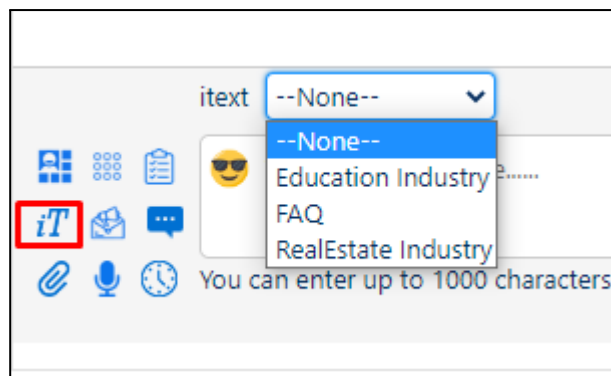 itext --None--
--None--
Education Industry
FAQ
RealEstate Industry
iT
You can enter up to 1000 characters